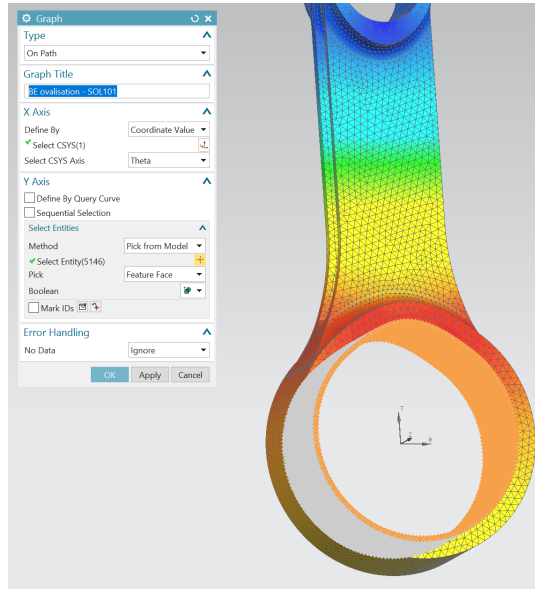 Graph
Type
On Path
Graph Title
BE ovalisation - SOL101
X Axis
Define By Coordinate Value
Select CSYS(1)
Select CSYS Axis Theta
Y Axis
Define By Query Curve
Sequential Selection
Select Entities
Method Pick from Model
Select Entity(5146)
Pick Feature Face
Boolean
Mark IDs
Error Handling
No Data Ignore
OK Apply Cancel
T
Z
R